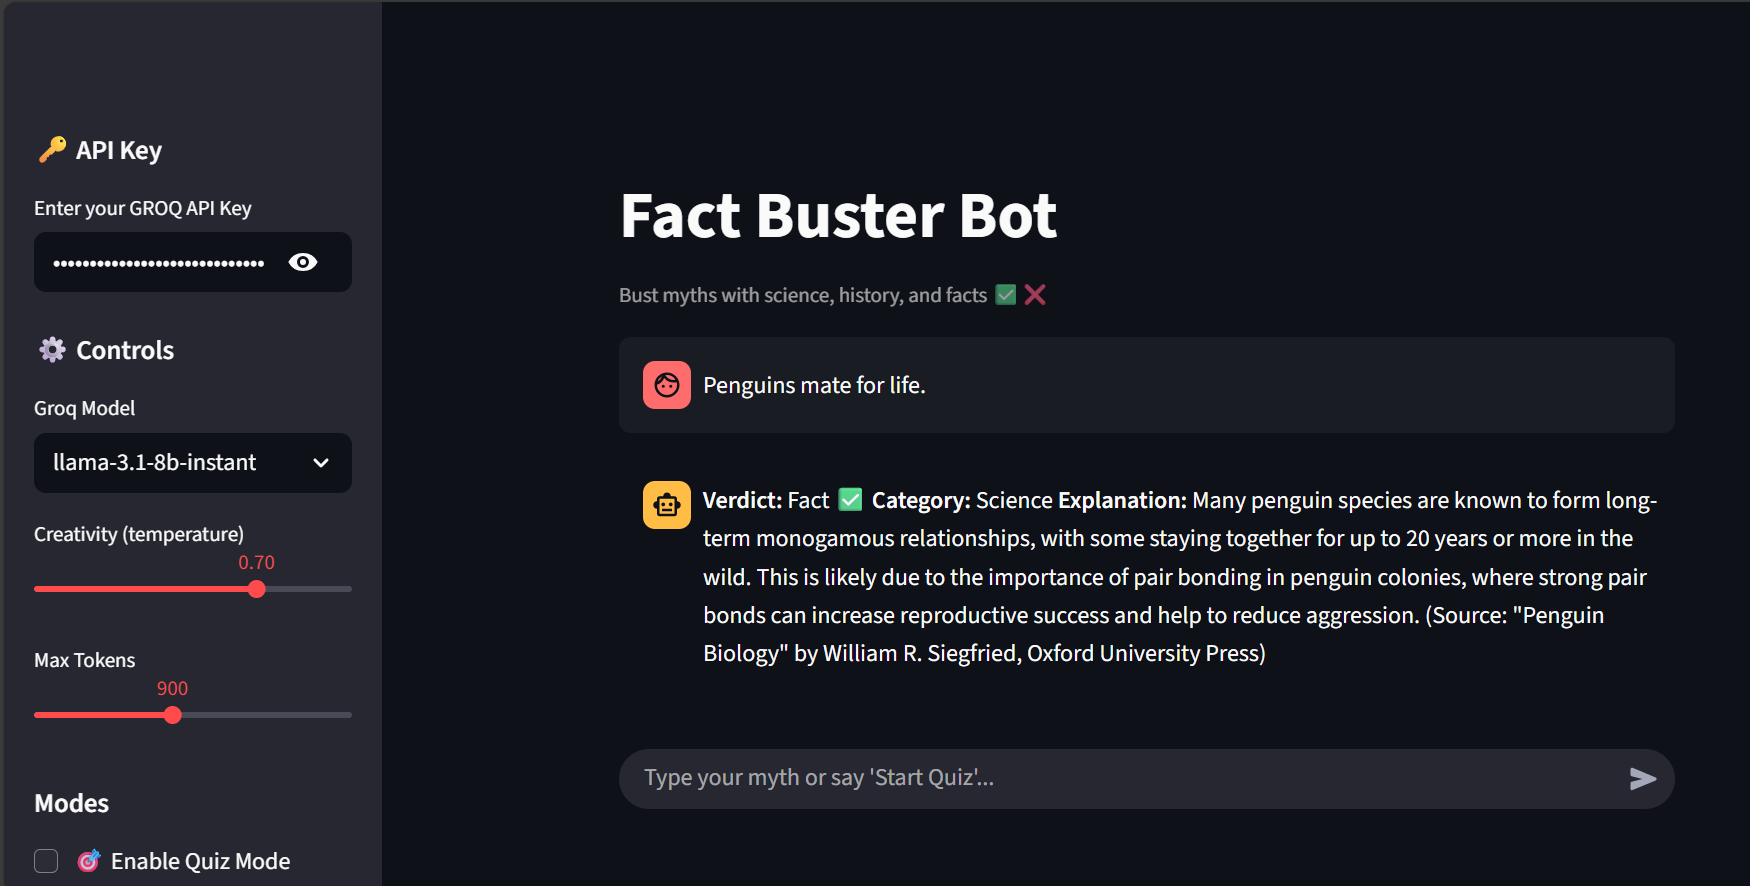 🔑 API Key
Enter your GROQ API Key
•••••••••••••••••••••••••••••
⚙️ Controls
Groq Model
llama-3.1-8b-instant
Creativity (temperature)
0.70
Max Tokens
900
Modes
🎯 Enable Quiz Mode
Fact Buster Bot
Bust myths with science, history, and facts ✅ ❌
Penguins mate for life.
Verdict: Fact ✅ Category: Science Explanation: Many penguin species are known to form long-
term monogamous relationships, with some staying together for up to 20 years or more in the
wild. This is likely due to the importance of pair bonding in penguin colonies, where strong pair
bonds can increase reproductive success and help to reduce aggression. (Source: "Penguin
Biology" by William R. Siegfried, Oxford University Press)
Type your myth or say 'Start Quiz'...